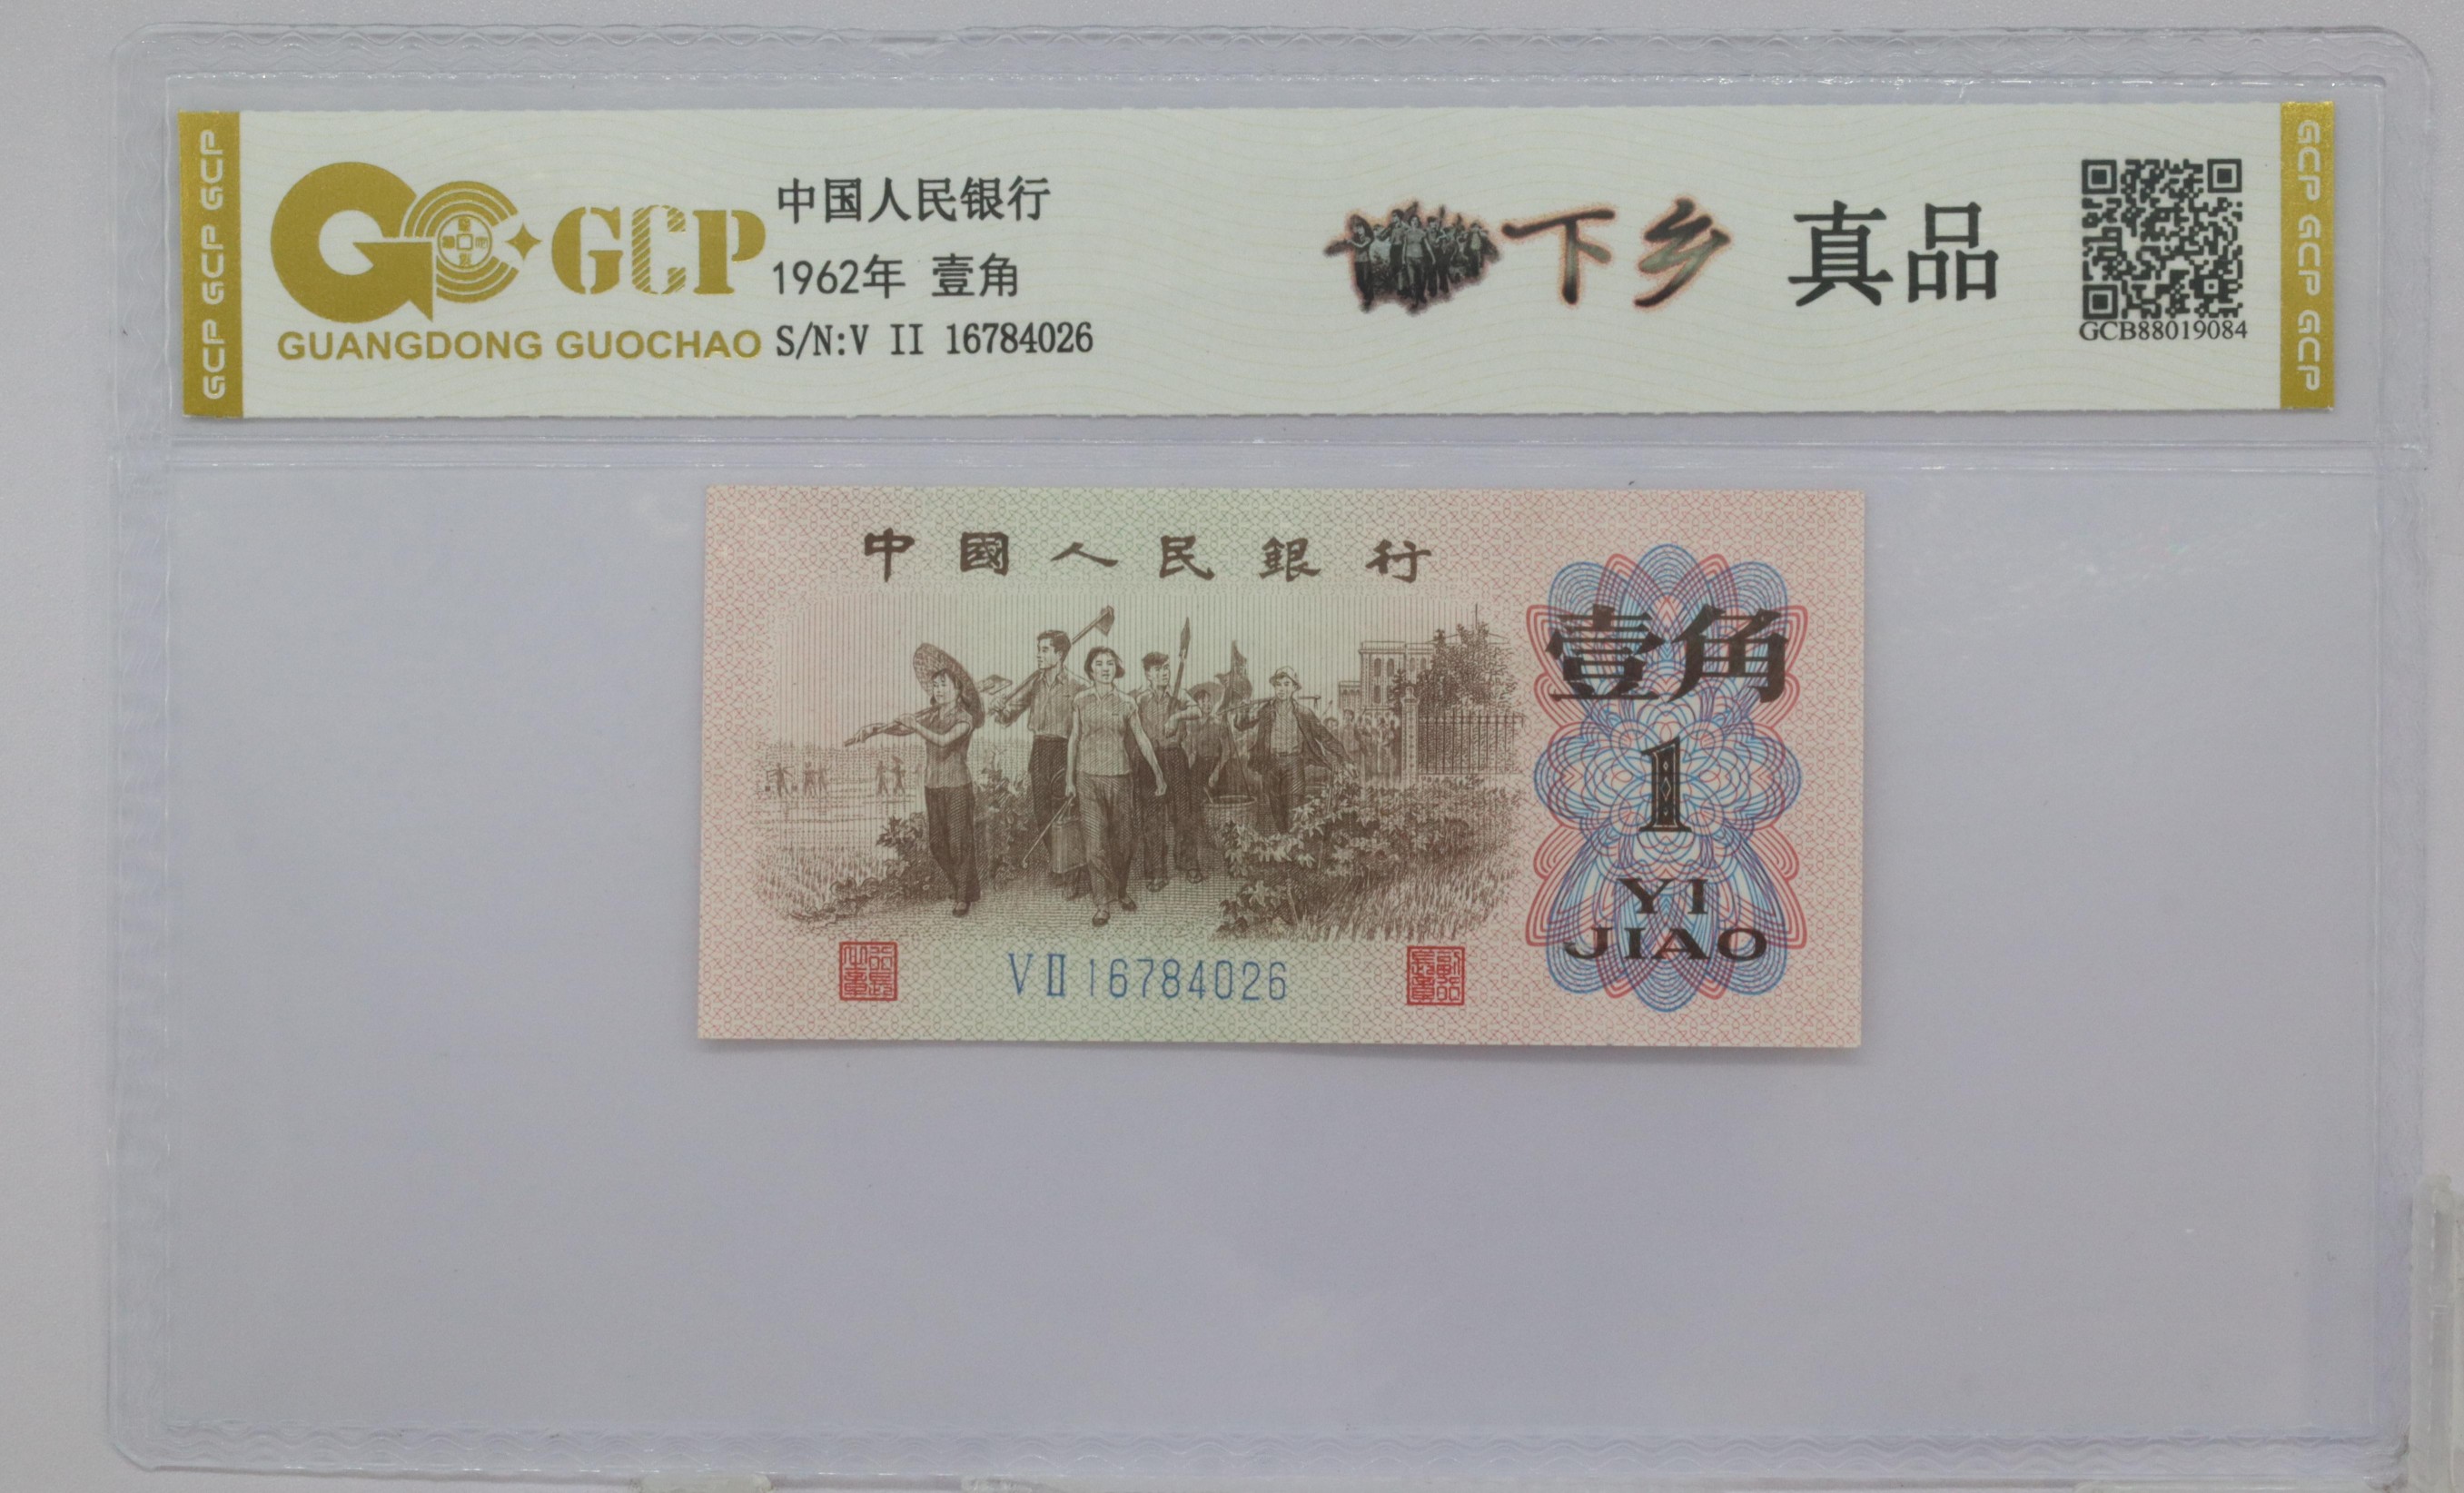 GCP GCP GCP
GCP
GUANGDONG GUOCHAO
中国人民银行
1962年 壹角
S/N:V II 16784026
下乡 真品
GCB88019084
GCP GCP GCP
中國人民銀行
壹角
1
YI
JIAO
VⅡ16784026